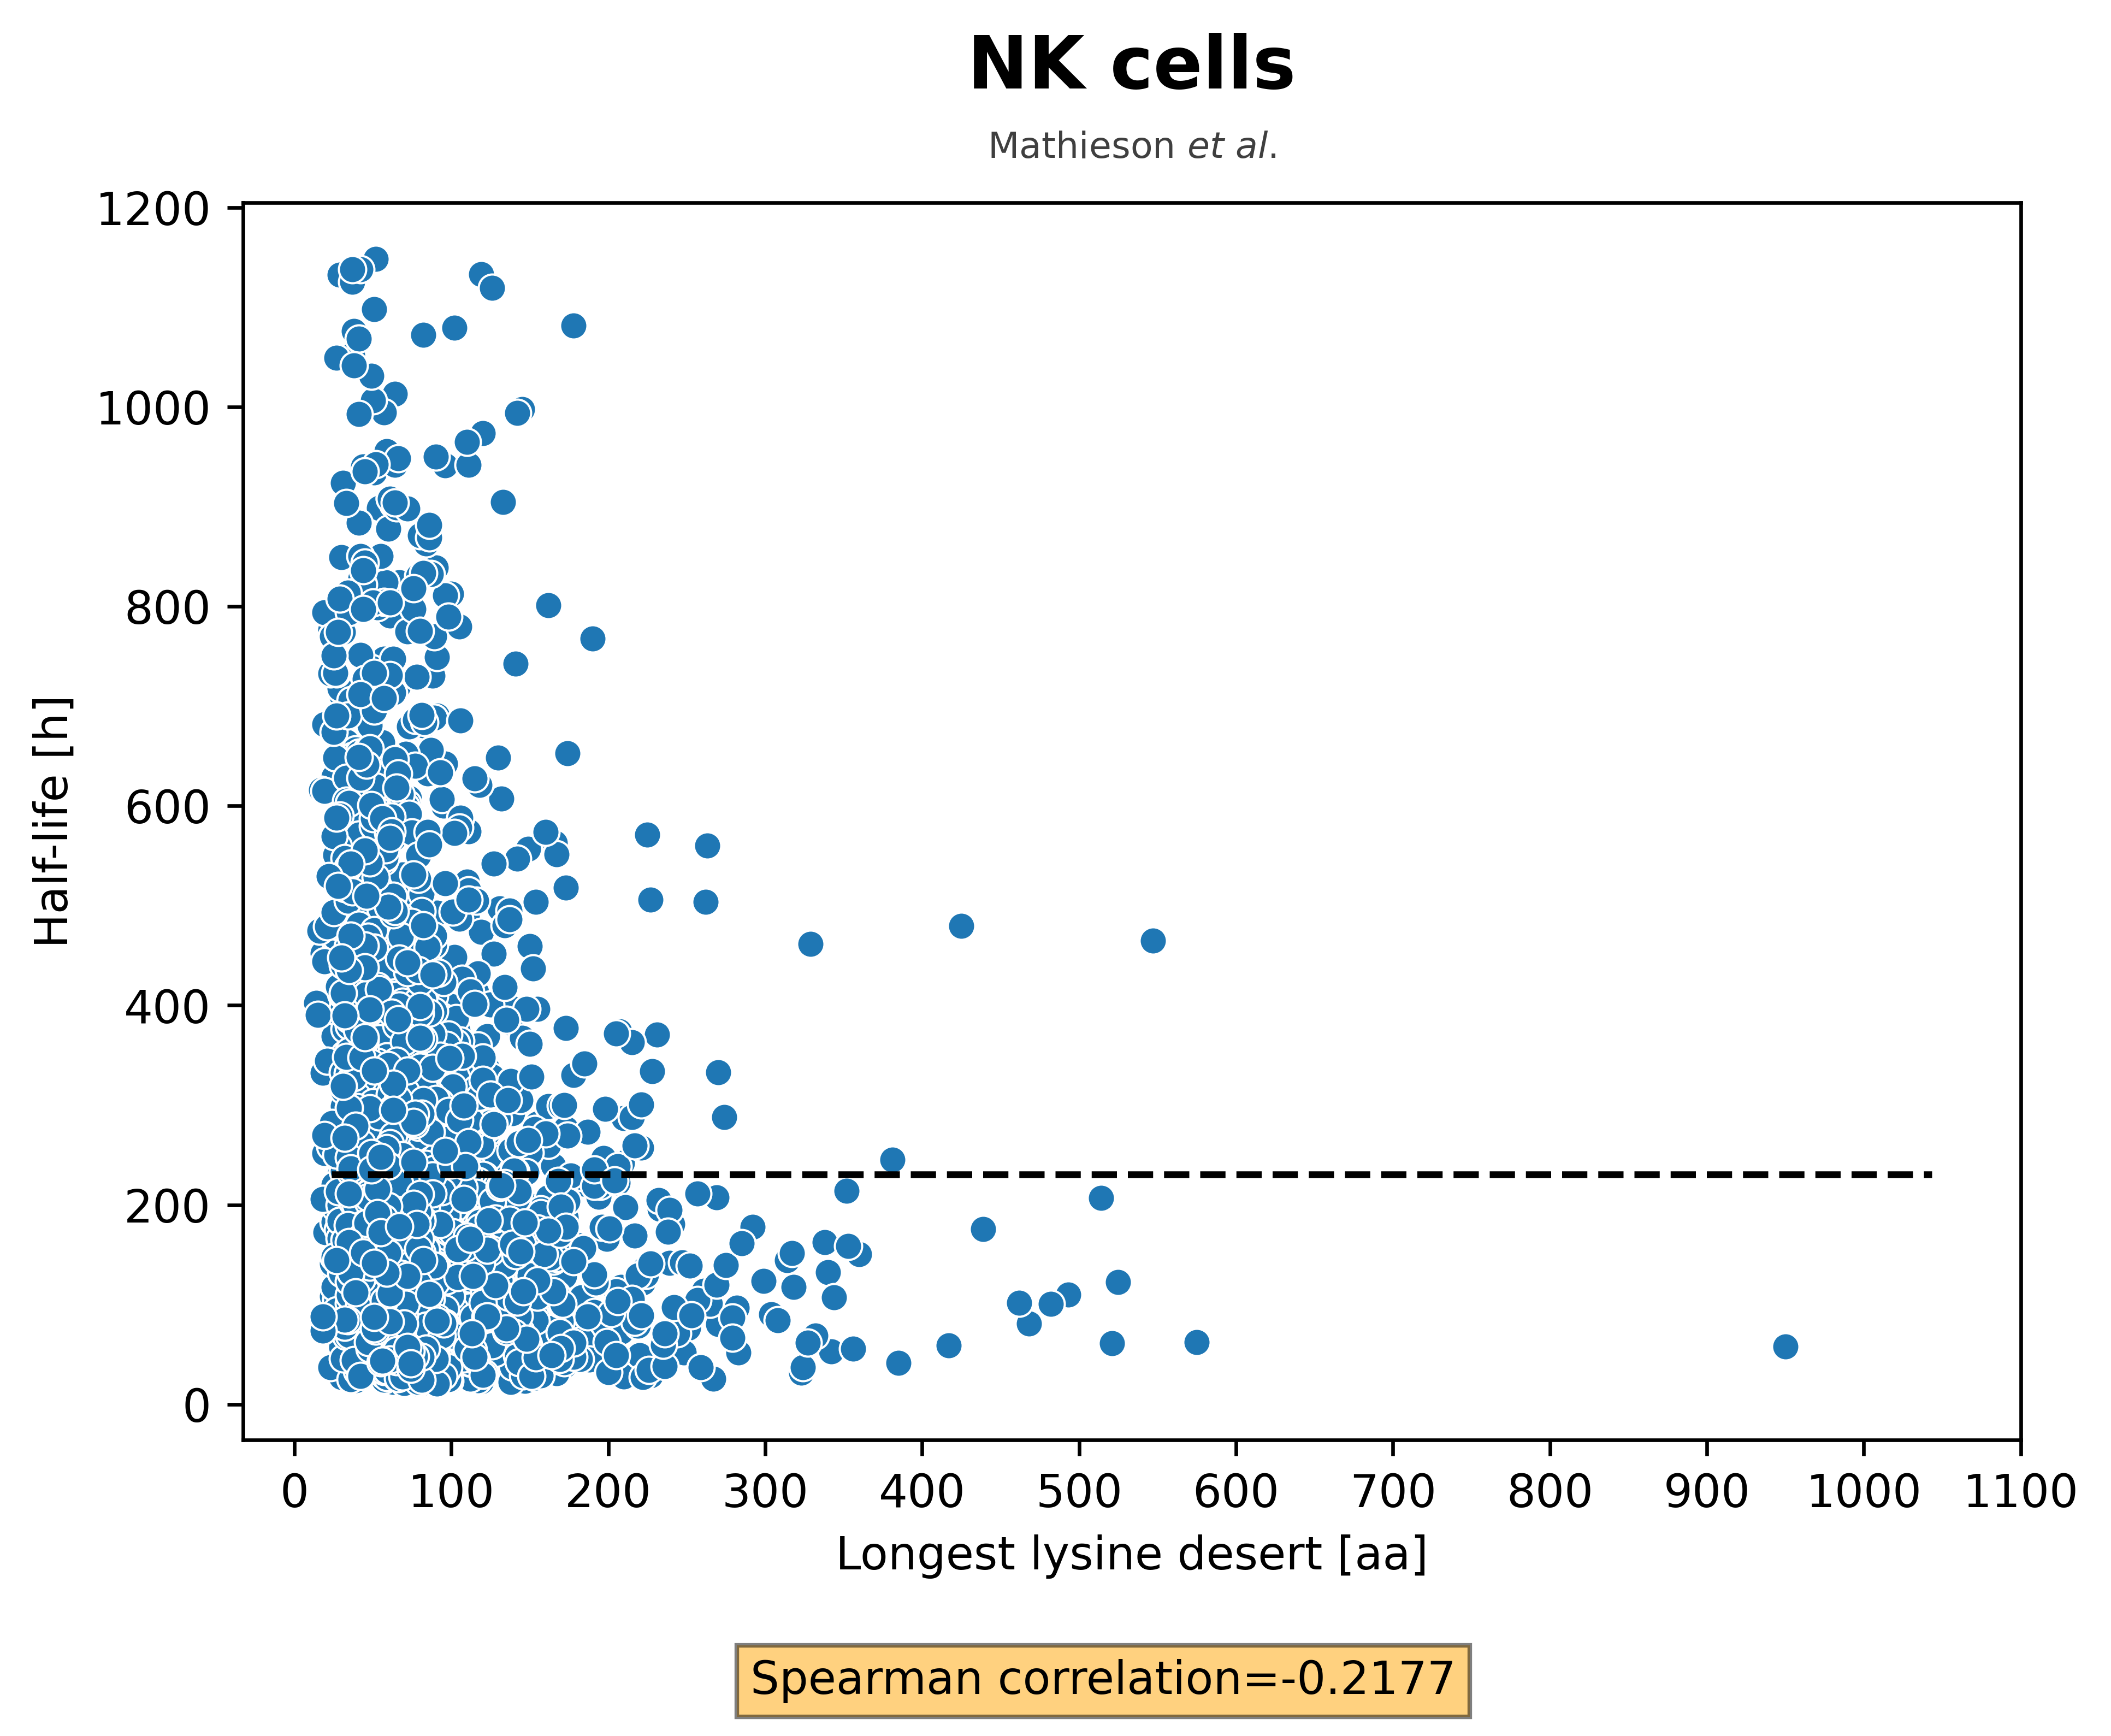 NK cells
Mathieson et al.
1200
1000
800
600
400
200
0
Half-life [h]
0 100 200 300 400 500 600 700 800 900 1000 1100
Longest lysine desert [aa]
Spearman correlation=-0.2177